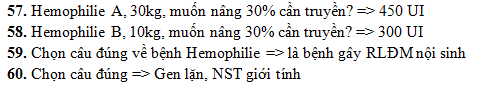 57. Hemophilie A, 30kg, muốn nâng 30% cần truyền? => 450 UI
58. Hemophilie B, 10kg, muốn nâng 30% cần truyền? => 300 UI
59. Chọn câu đúng về bệnh Hemophilie => là bệnh gây RLĐM nội sinh
60. Chọn câu đúng => Gen lặn, NST giới tính